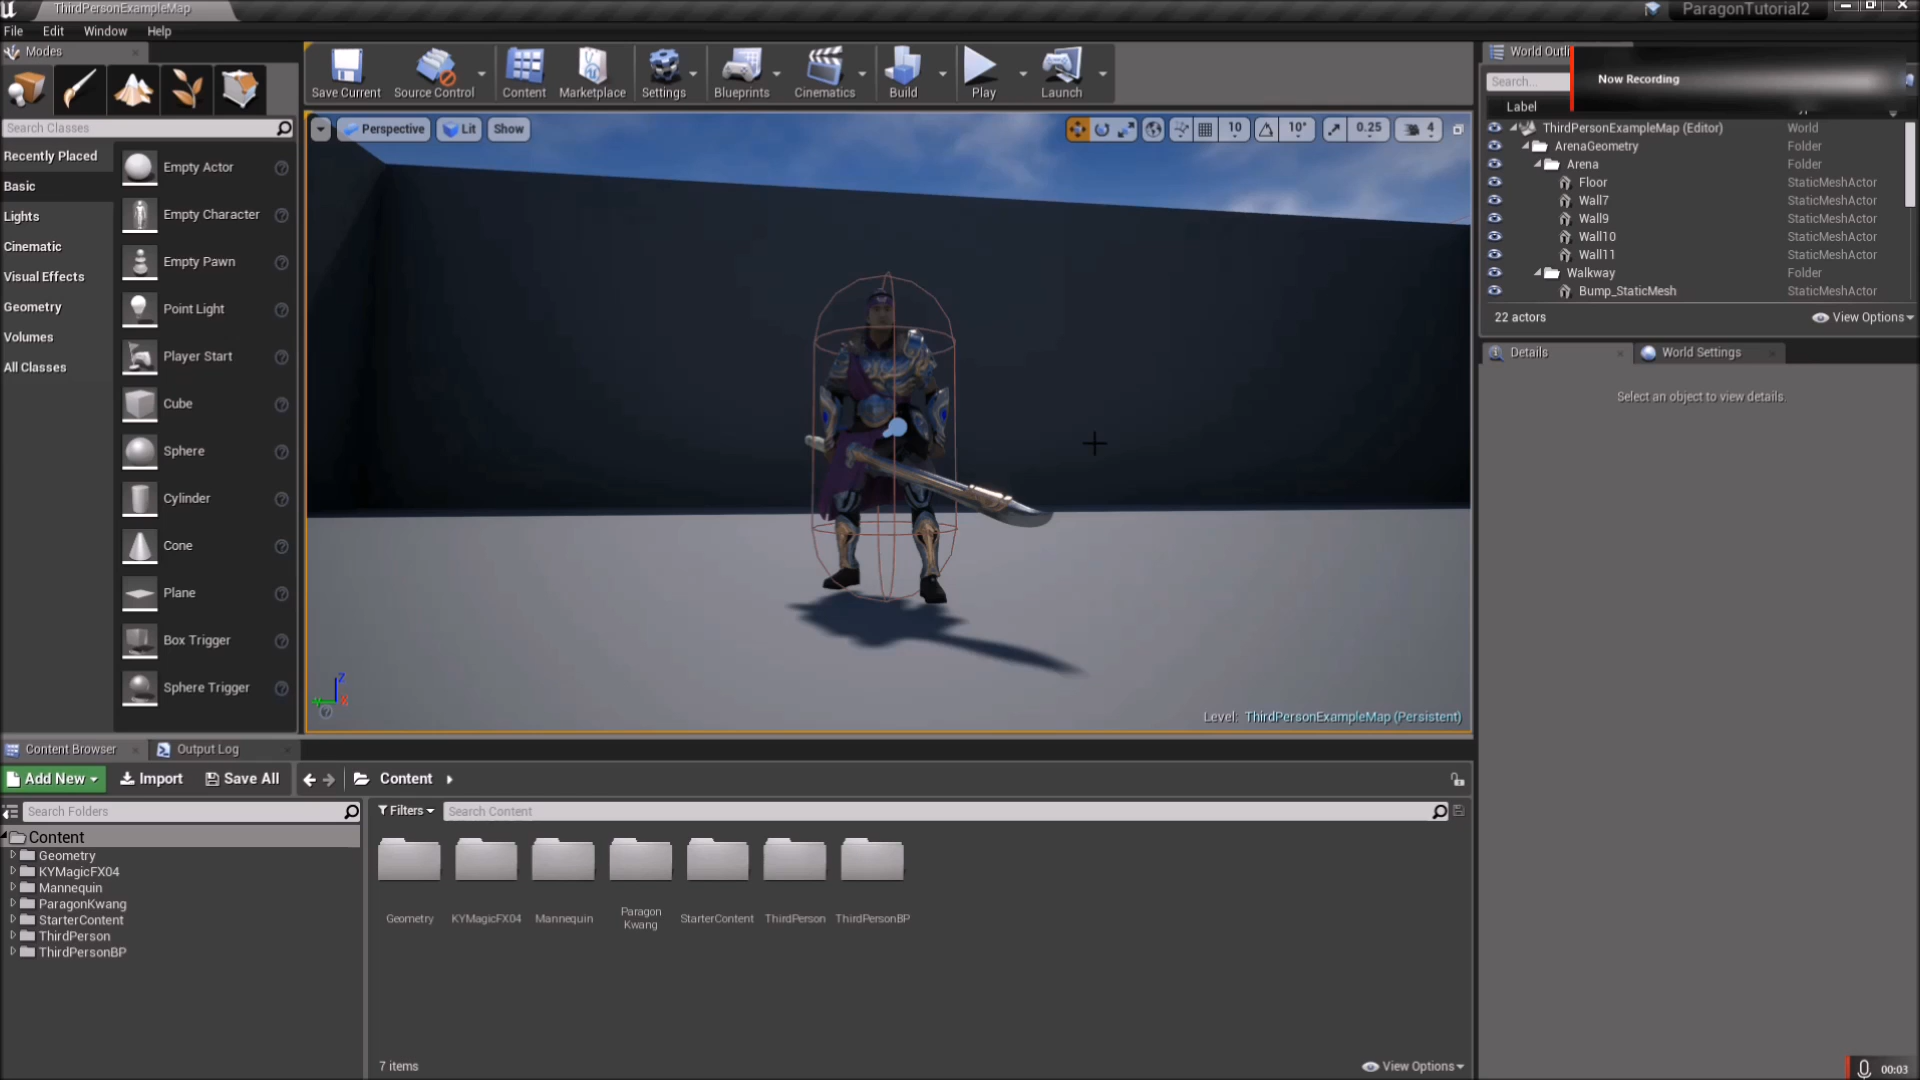 ThirdPersonExampleMap
ParagonTutorial2
File Edit Window Help
Modes
Save Current
Source Control
Content
Marketplace
Settings
Blueprints
Cinematics
Build
Play
Launch
World Outli
Now Recording
Search...
Label
Search Classes
Perspective
Lit
Show
10
10°
0.25
4
Recently Placed
Basic
Lights
Cinematic
Visual Effects
Geometry
Volumes
All Classes
Empty Actor
Empty Character
Empty Pawn
Point Light
Player Start
Cube
Sphere
Cylinder
Cone
Plane
Box Trigger
Sphere Trigger
ThirdPersonExampleMap (Editor) World
ArenaGeometry Folder
Arena Folder
Floor StaticMeshActor
Wall7 StaticMeshActor
Wall9 StaticMeshActor
Wall10 StaticMeshActor
Wall11 StaticMeshActor
Walkway Folder
Bump_StaticMesh StaticMeshActor
22 actors
View Options
Details
World Settings
Select an object to view details.
Z
Level: ThirdPersonExampleMap (Persistent)
Content Browser
Output Log
Add New
Import
Save All
Content
Search Folders
Filters
Search Content
Content
Geometry
KYMagicFX04
Mannequin
ParagonKwang
StarterContent
ThirdPerson
ThirdPersonBP
Geometry
KYMagicFX04
Mannequin
Paragon
Kwang
StarterContent
ThirdPerson
ThirdPersonBP
7 items
View Options
00:03